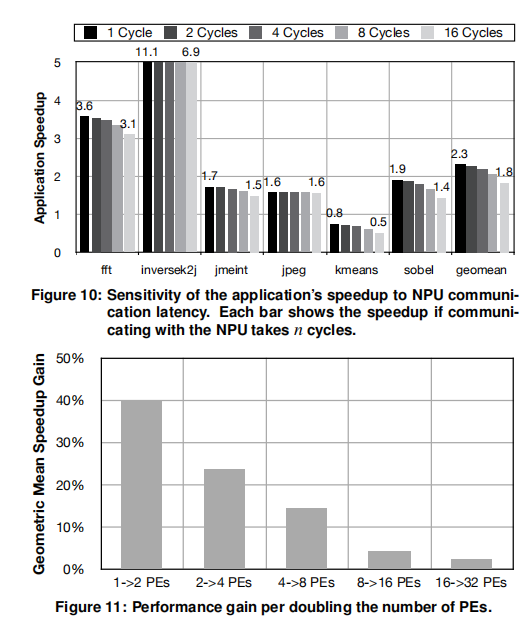 1 Cycle 2 Cycles 4 Cycles 8 Cycles 16 Cycles
11.1 6.9
5
4
3
2
1
0
Application Speedup
3.6 3.1
1.7 1.5
1.6 1.6
0.8 0.5
1.9 1.4
2.3 1.8
fft inversek2j jmeint jpeg kmeans sobel geomean
Figure 10: Sensitivity of the application's speedup to NPU communi-
cation latency. Each bar shows the speedup if communi-
cating with the NPU takes n cycles.
50%
40%
30%
20%
10%
0%
Geometric Mean Speedup Gain
1->2 PEs 2->4 PEs 4->8 PEs 8->16 PEs 16->32 PEs
Figure 11: Performance gain per doubling the number of PEs.